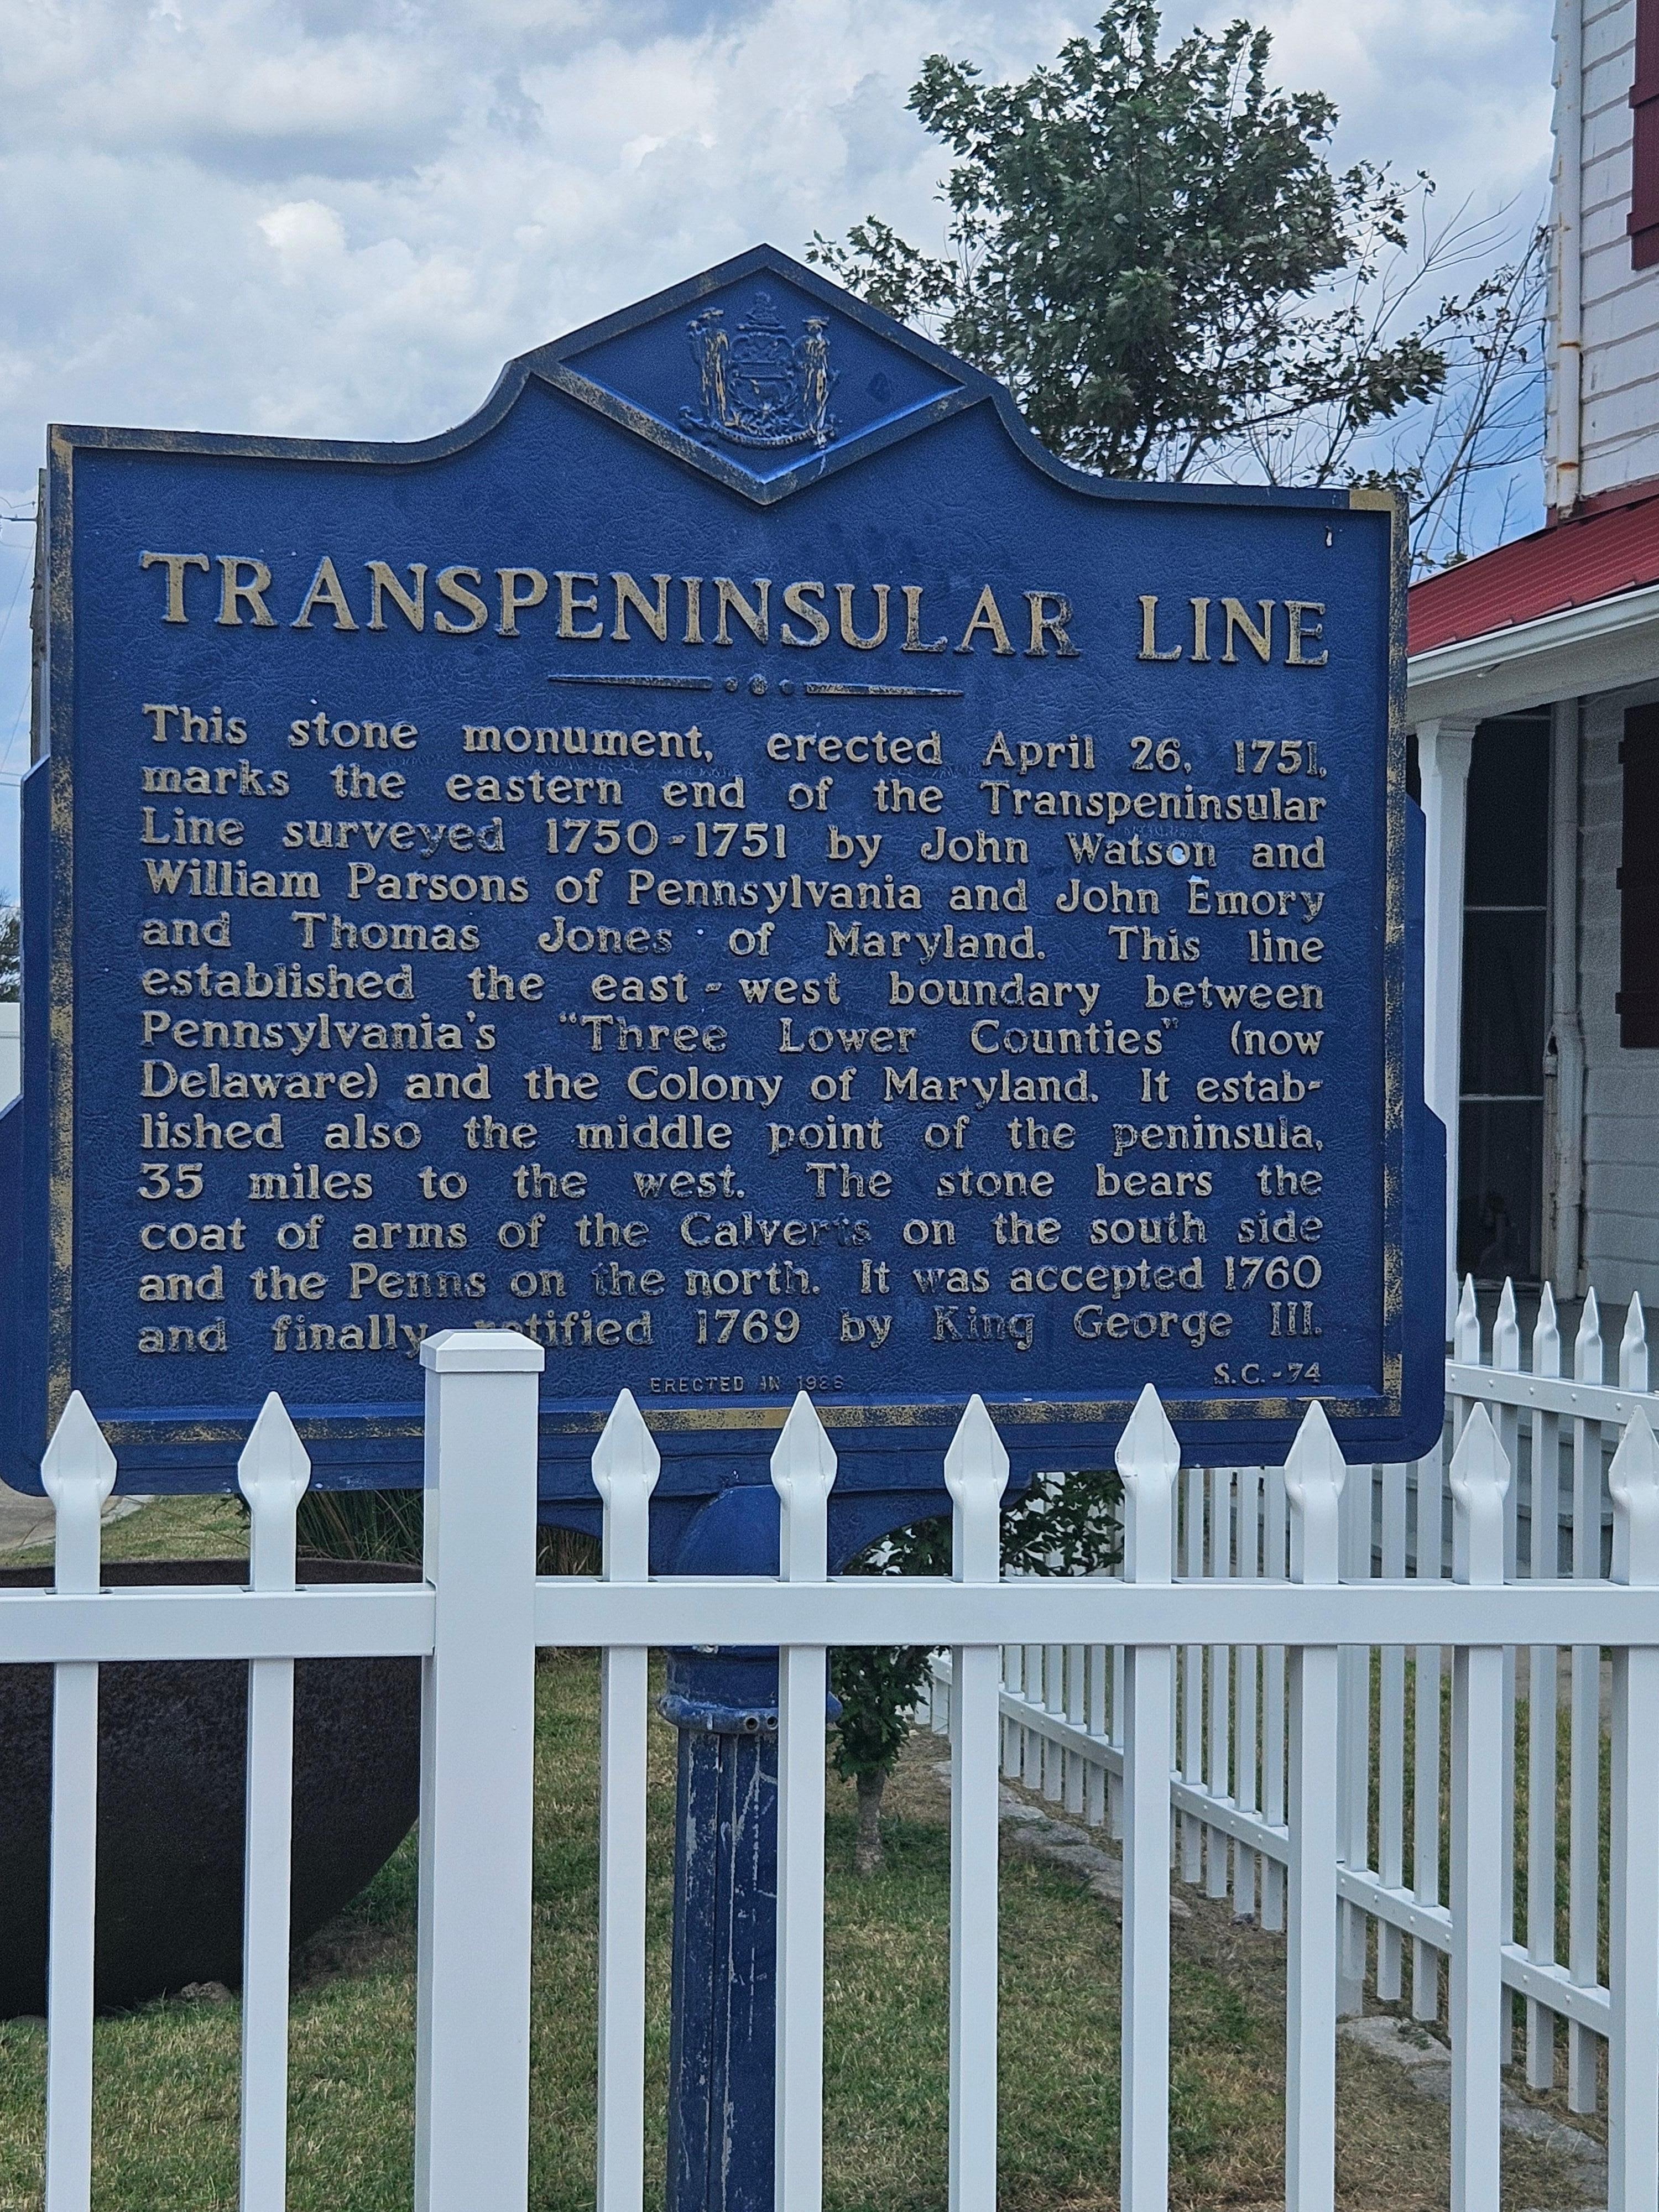 TRANSPENINSULAR LINE
This stone monument, erected April 26, 1751,
marks the eastern end of the Transpeninsular
Line surveyed 1750-1751 by John Watson and
William Parsons of Pennsylvania and John Emory
and Thomas Jones of Maryland. This line
established the east-west boundary between
Pennsylvania's "Three Lower Counties" (now
Delaware) and the Colony of Maryland. It estab-
lished also the middle point of the peninsula,
35 miles to the west. The stone bears the
coat of arms of the Calverts on the south side
and the Penns on the north. It was accepted 1760
and finally ratified 1769 by King George III.
ERECTED IN
S.C.-74